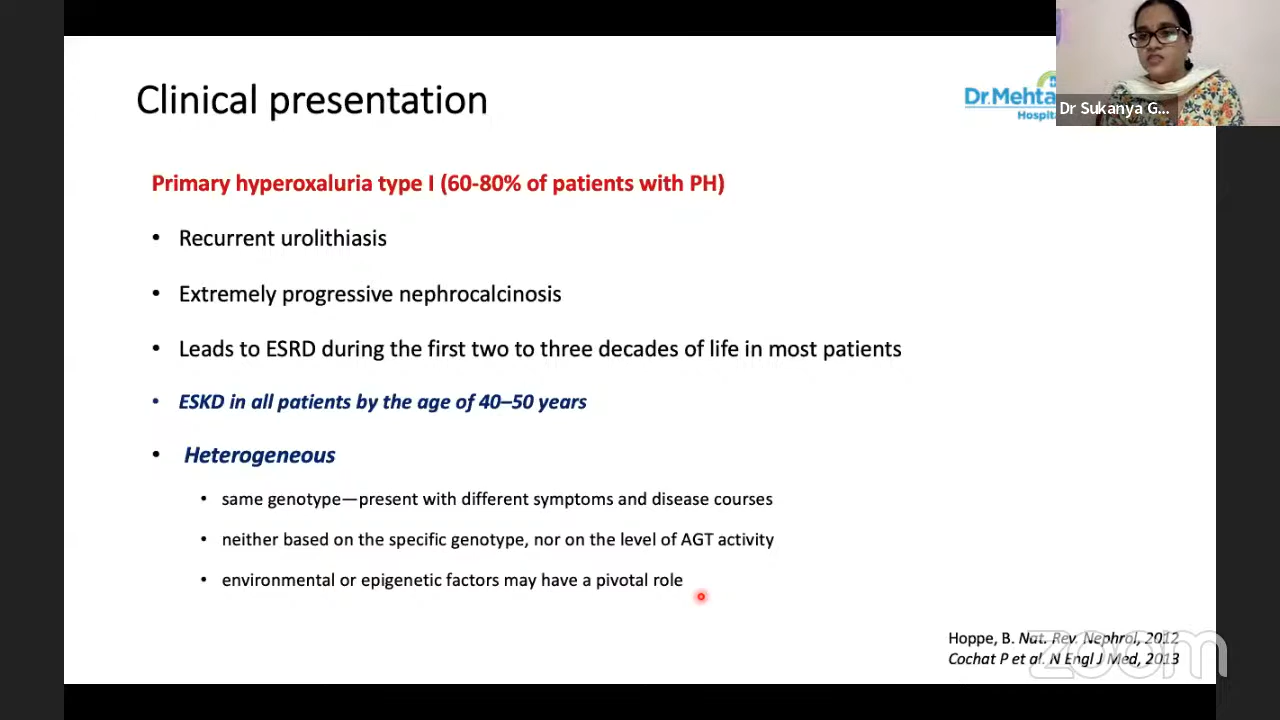 Clinical presentation
Dr.Mehta
Hospita
Dr Sukanya G...
Primary hyperoxaluria type I (60-80% of patients with PH)
• Recurrent urolithiasis
• Extremely progressive nephrocalcinosis
• Leads to ESRD during the first two to three decades of life in most patients
• ESKD in all patients by the age of 40–50 years
• Heterogeneous
• same genotype—present with different symptoms and disease courses
• neither based on the specific genotype, nor on the level of AGT activity
• environmental or epigenetic factors may have a pivotal role
Hoppe, B. Nat. Rev. Nephrol, 2012
Cochat P et al. N Engl J Med, 2013
zoom